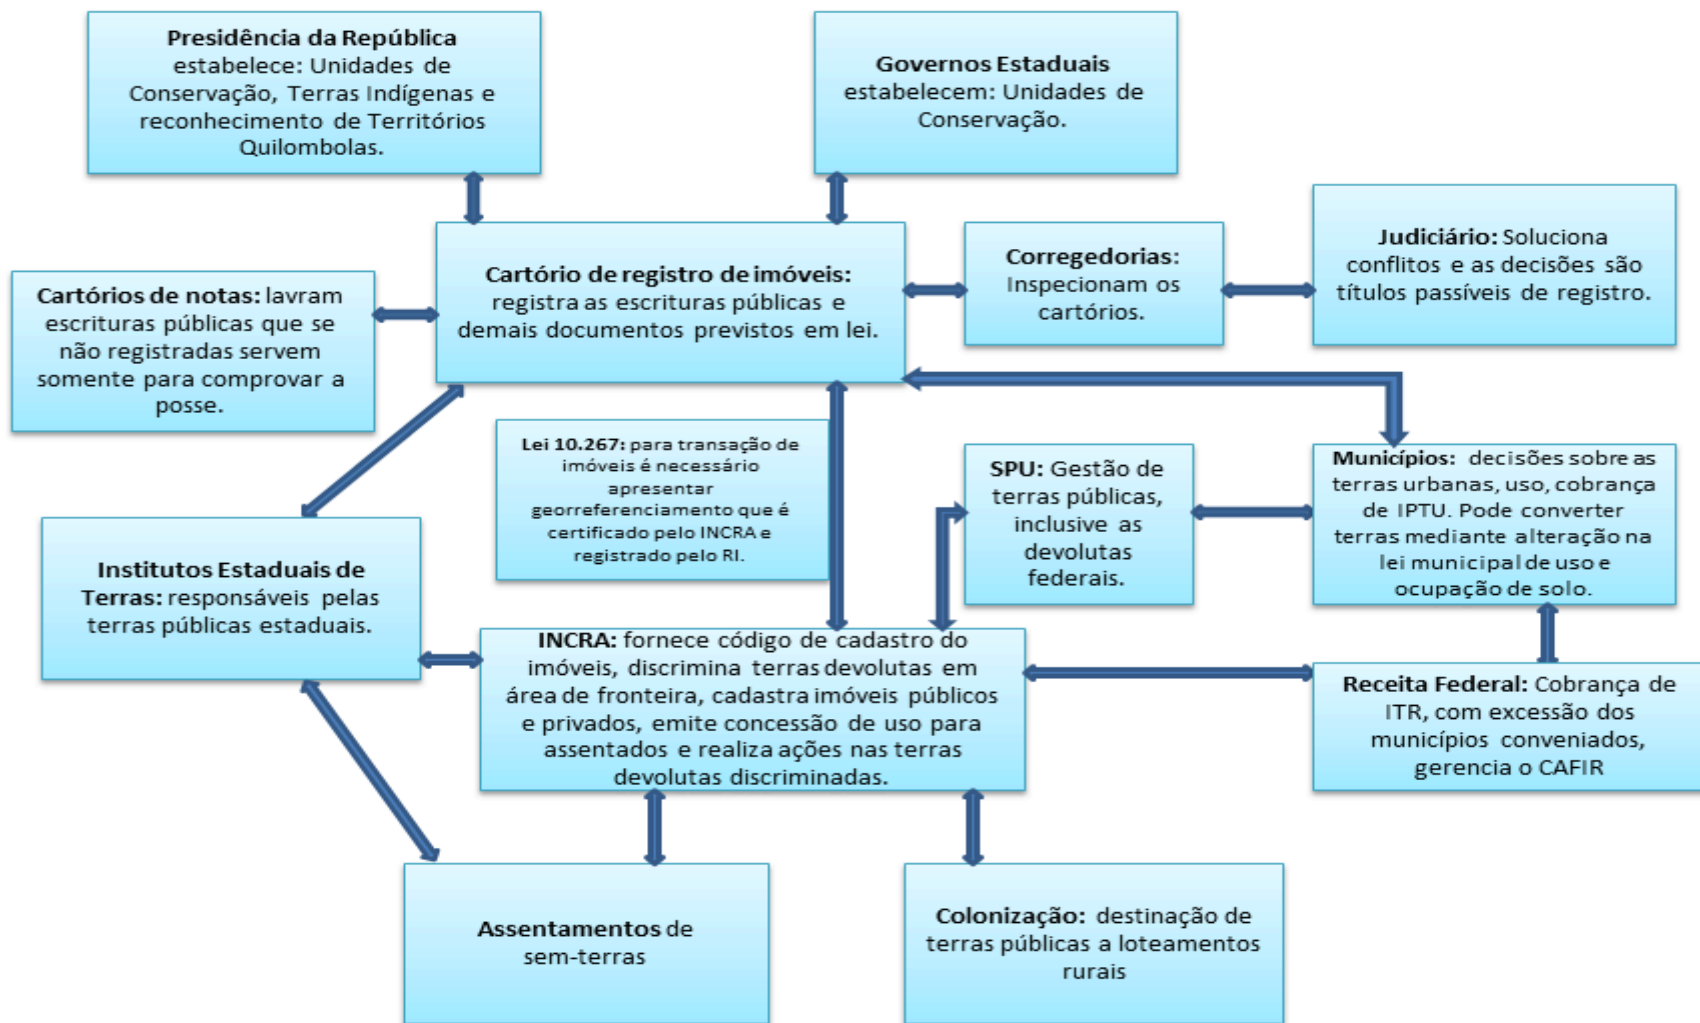 Presidência da República
estabelece: Unidades de
Conservação, Terras Indígenas e
reconhecimento de Territórios
Quilombolas.
Governos Estaduais
estabelecem: Unidades de
Conservação.
Cartórios de notas: lavram
escrituras públicas que se
não registradas servem
somente para comprovar a
posse.
Cartório de registro de imóveis:
registra as escrituras públicas e
demais documentos previstos em lei.
Corregedorias:
Inspecionam os
cartórios.
Judiciário: Soluciona
conflitos e as decisões são
títulos passíveis de registro.
Lei 10.267: para transação de
imóveis é necessário
apresentar
georreferenciamento que é
certificado pelo INCRA e
registrado pelo RI.
SPU: Gestão de
terras públicas,
inclusive as
devolutas
federais.
Municípios: decisões sobre as
terras urbanas, uso, cobrança
de IPTU. Pode converter
terras mediante alteração na
lei municipal de uso e
ocupação de solo.
Institutos Estaduais de
Terras: responsáveis pelas
terras públicas estaduais.
INCRA: fornece código de cadastro do
imóveis, discrimina terras devolutas em
área de fronteira, cadastra imóveis públicos
e privados, emite concessão de uso para
assentados e realiza ações nas terras
devolutas discriminadas.
Receita Federal: Cobrança de
ITR, com excessão dos
municípios conveniados,
gerencia o CAFIR
Assentamentos de
sem-terras
Colonização: destinação de
terras públicas a loteamentos
rurais